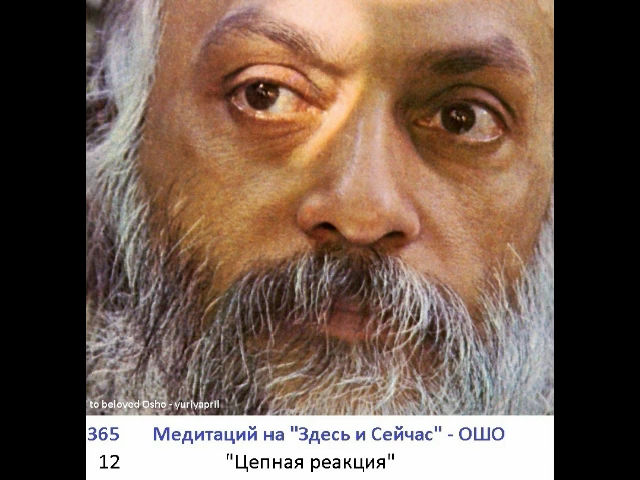 to beloved Osho - yuriyapril
365 Медитаций на "Здесь и Сейчас" - ОШО
12 "Цепная реакция"